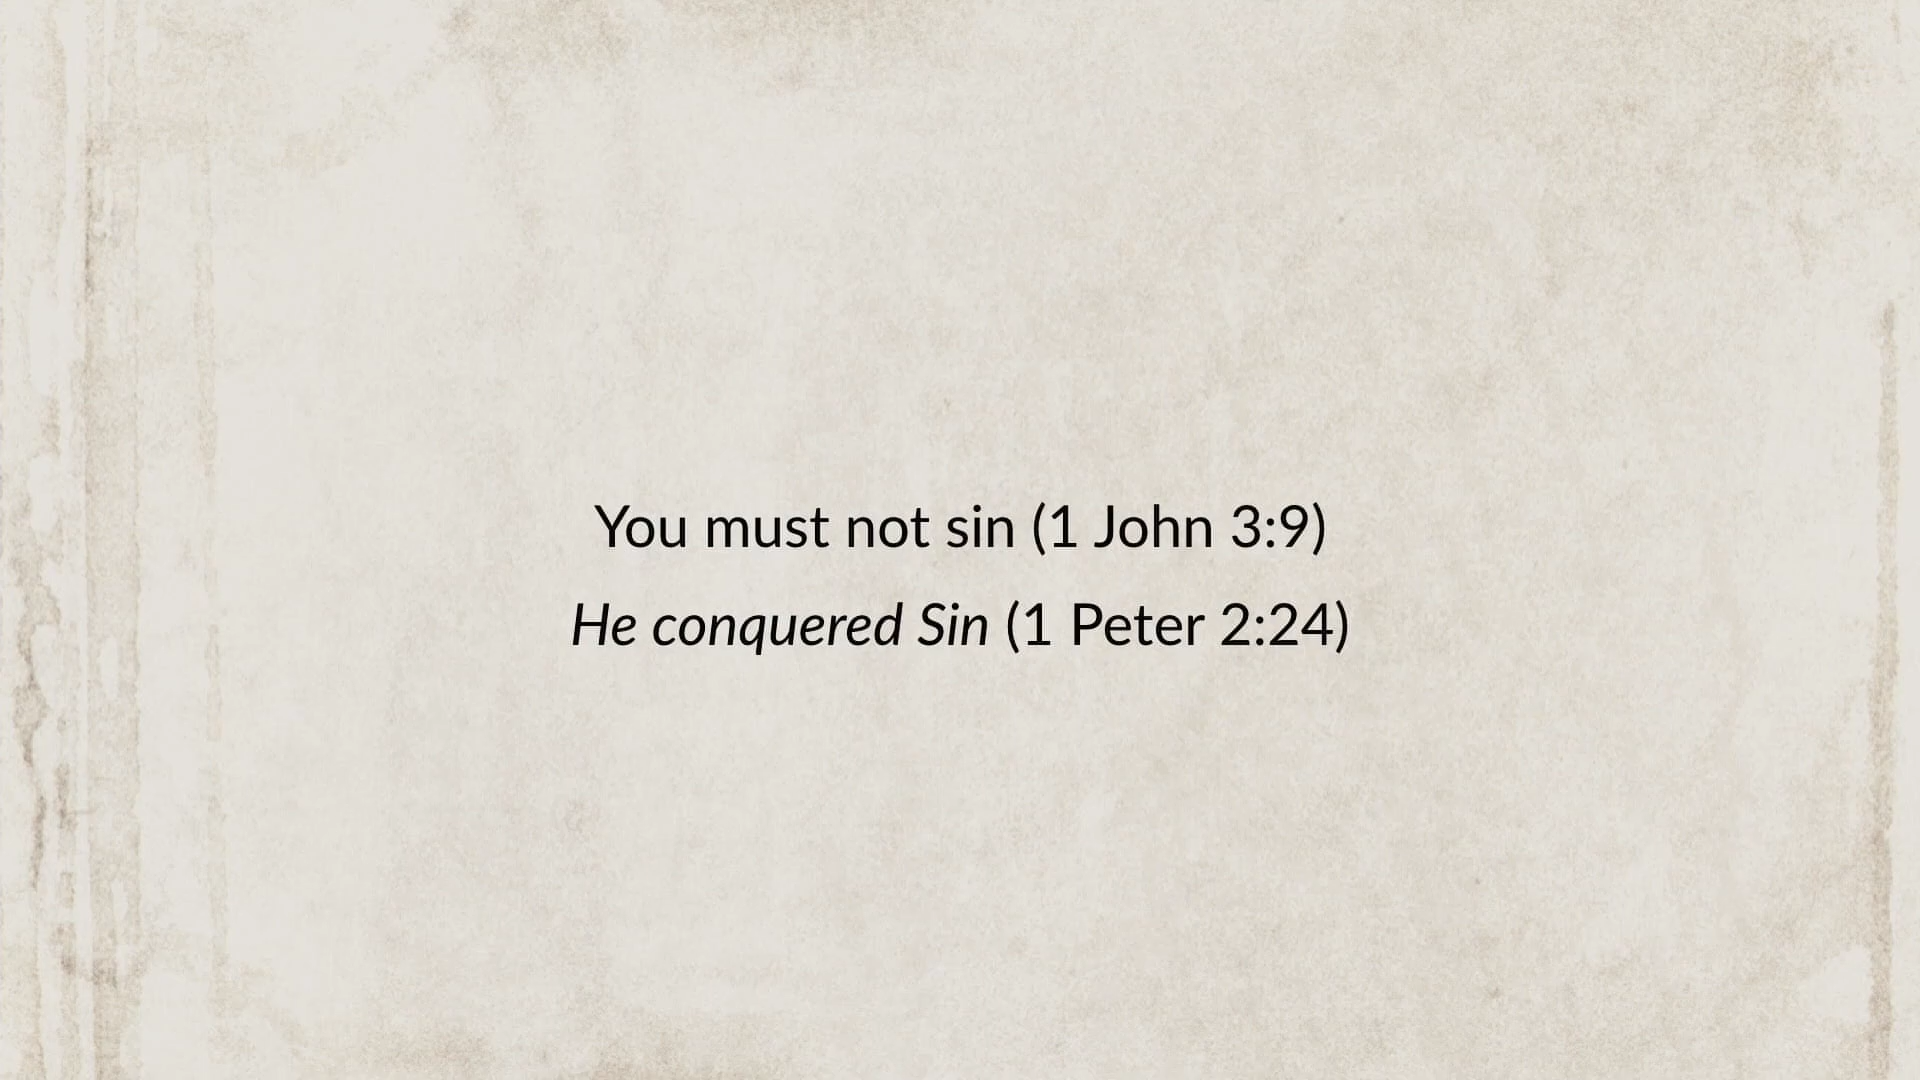 You must not sin (1 John 3:9)
He conquered Sin (1 Peter 2:24)